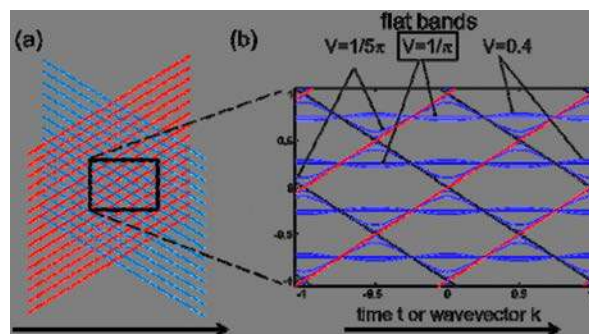 flat bands
(a)
(b)
V=1/5π V=1/π V=0.4
1
0.5
0
-0.5
-1
-1 -0.5 0 0.5
time t or wavevector k